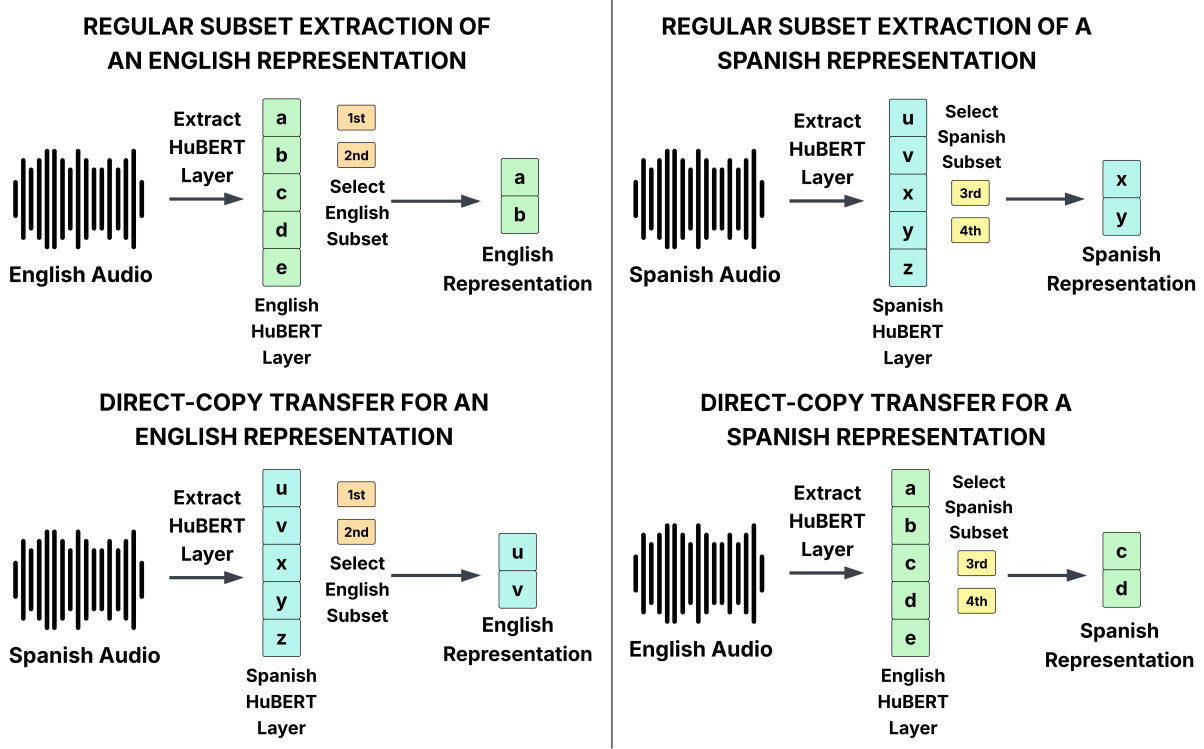 REGULAR SUBSET EXTRACTION OF
AN ENGLISH REPRESENTATION
Extract
HuBERT
Layer
English Audio
a
b
c
d
e
English
HuBERT
Layer
1st
2nd
Select
English
Subset
a
b
English
Representation
REGULAR SUBSET EXTRACTION OF A
SPANISH REPRESENTATION
Extract
HuBERT
Layer
Spanish Audio
u
v
x
y
z
Spanish
HuBERT
Layer
Select
Spanish
Subset
3rd
4th
x
y
Spanish
Representation
DIRECT-COPY TRANSFER FOR AN
ENGLISH REPRESENTATION
Extract
HuBERT
Layer
Spanish Audio
u
v
x
y
z
Spanish
HuBERT
Layer
1st
2nd
Select
English
Subset
u
v
English
Representation
DIRECT-COPY TRANSFER FOR A
SPANISH REPRESENTATION
Extract
HuBERT
Layer
English Audio
a
b
c
d
e
English
HuBERT
Layer
Select
Spanish
Subset
3rd
4th
c
d
Spanish
Representation